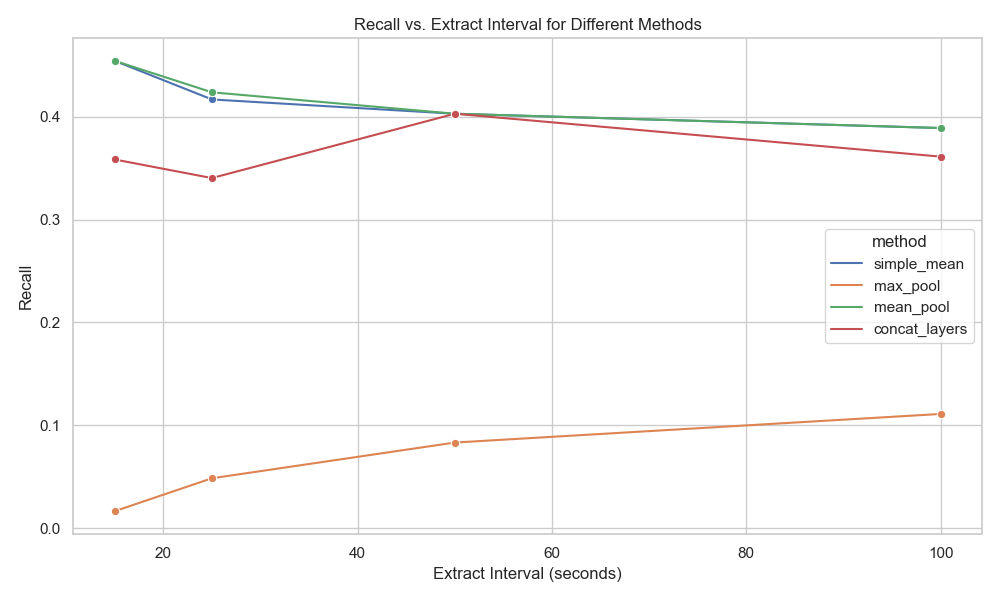 Recall vs. Extract Interval for Different Methods
Recall
0.4
0.3
0.2
0.1
0.0
method
simple_mean
max_pool
mean_pool
concat_layers
20
40
60
80
100
Extract Interval (seconds)